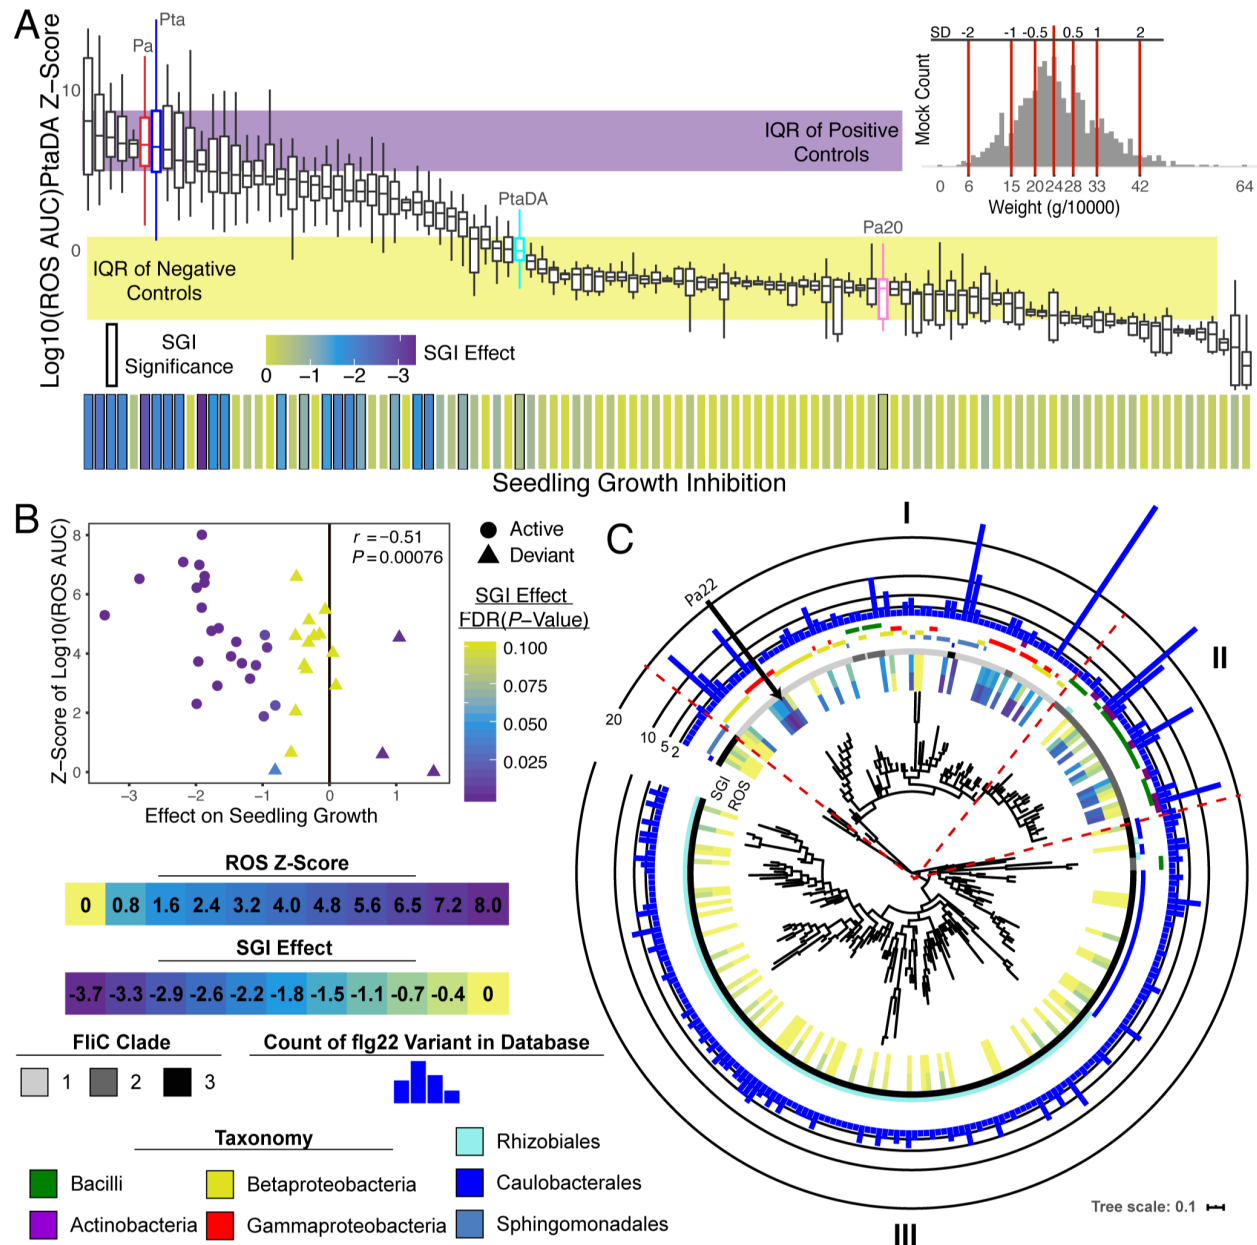 A
Log10(ROS AUC)PtaDA Z-Score
10
0
Pa
Pta
PtaDA
Pa20
IQR of Positive
Controls
IQR of Negative
Controls
SD -2 -1 -0.5 0.5 1 2
Mock Count
0 6 15 20 24 28 33 42 64
Weight (g/10000)
SGI
Significance
SGI Effect
0 −1 −2 −3
Seedling Growth Inhibition
B
Z−Score of Log10(ROS AUC)
8
6
4
2
0
r =−0.51
P=0.00076
−3 −2 −1 0 1
Effect on Seedling Growth
Active
Deviant
SGI Effect
FDR(P−Value)
0.100
0.075
0.050
0.025
C
I
II
III
Pa22
20
10
5
2
SGI
ROS
Tree scale: 0.1
ROS Z-Score
0 0.8 1.6 2.4 3.2 4.0 4.8 5.6 6.5 7.2 8.0
SGI Effect
-3.7 -3.3 -2.9 -2.6 -2.2 -1.8 -1.5 -1.1 -0.7 -0.4 0
FliC Clade
1 2 3
Count of flg22 Variant in Database
Taxonomy
Bacilli
Actinobacteria
Betaproteobacteria
Gammaproteobacteria
Rhizobiales
Caulobacterales
Sphingomonadales